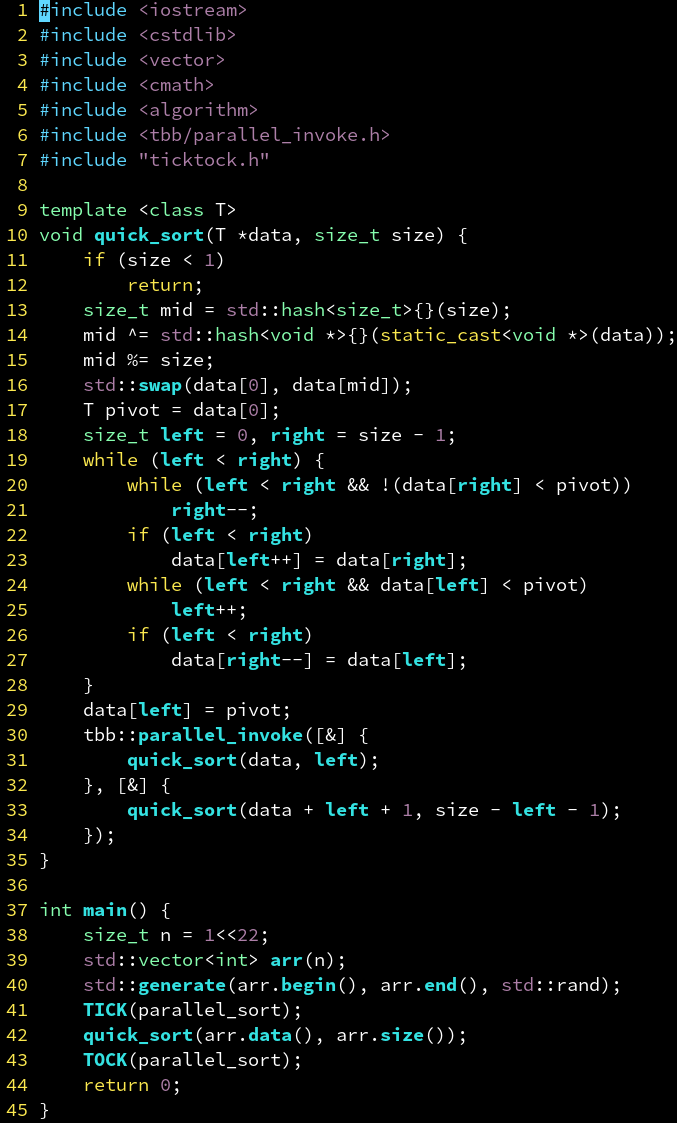 1 #include <iostream>
2 #include <cstdlib>
3 #include <vector>
4 #include <cmath>
5 #include <algorithm>
6 #include <tbb/parallel_invoke.h>
7 #include "ticktock.h"
8
9 template <class T>
10 void quick_sort(T *data, size_t size) {
11     if (size < 1)
12         return;
13     size_t mid = std::hash<size_t>{}(size);
14     mid ^= std::hash<void *>{}(static_cast<void *>(data));
15     mid %= size;
16     std::swap(data[0], data[mid]);
17     T pivot = data[0];
18     size_t left = 0, right = size - 1;
19     while (left < right) {
20         while (left < right && !(data[right] < pivot))
21             right--;
22         if (left < right)
23             data[left++] = data[right];
24         while (left < right && data[left] < pivot)
25             left++;
26         if (left < right)
27             data[right--] = data[left];
28     }
29     data[left] = pivot;
30     tbb::parallel_invoke([&] {
31         quick_sort(data, left);
32     }, [&] {
33         quick_sort(data + left + 1, size - left - 1);
34     });
35 }
36
37 int main() {
38     size_t n = 1<<22;
39     std::vector<int> arr(n);
40     std::generate(arr.begin(), arr.end(), std::rand);
41     TICK(parallel_sort);
42     quick_sort(arr.data(), arr.size());
43     TOCK(parallel_sort);
44     return 0;
45 }